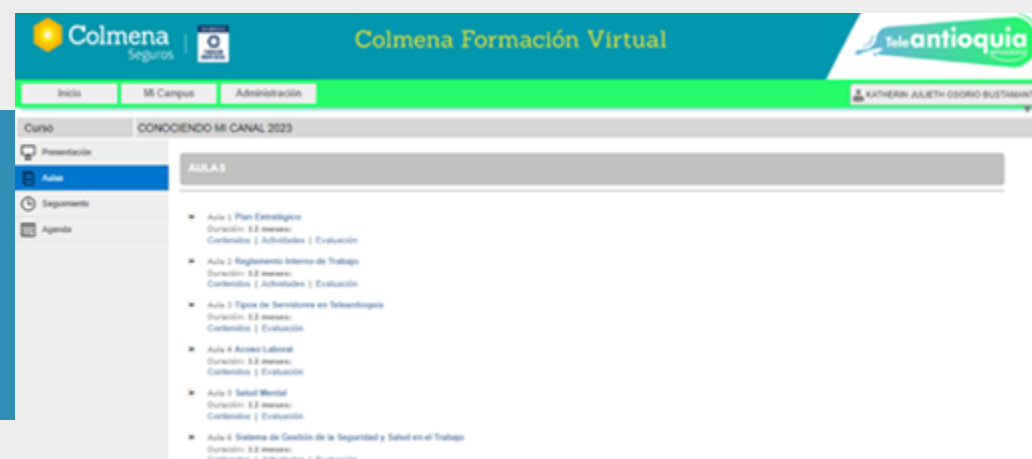 Colmena
Seguros
Colmena Formación Virtual
Teleantioquia
Inicio
Mi Campus
Administración
KATHERIN JULIETH OSORIO BUSTAMANT
Curso
CONOCIENDO MI CANAL 2023
Presentación
Aulas
Seguimiento
Agenda
AULAS
Aula 1 Plan Estratégico
Duración: 12 meses:
Contenidos | Actividades | Evaluación
Aula 2 Reglamento Interno de Trabajo
Duración: 12 meses:
Contenidos | Actividades | Evaluación
Aula 3 Tipos de Servidores en Teleantioquia
Duración: 12 meses:
Contenidos | Evaluación
Aula 4 Acoso Laboral
Duración: 12 meses:
Contenidos | Evaluación
Aula 5 Salud Mental
Duración: 12 meses:
Contenidos | Evaluación
Aula 6 Sistema de Gestión de la Seguridad y Salud en el Trabajo
Duración: 12 meses:
Contenidos | Actividades | Evaluación